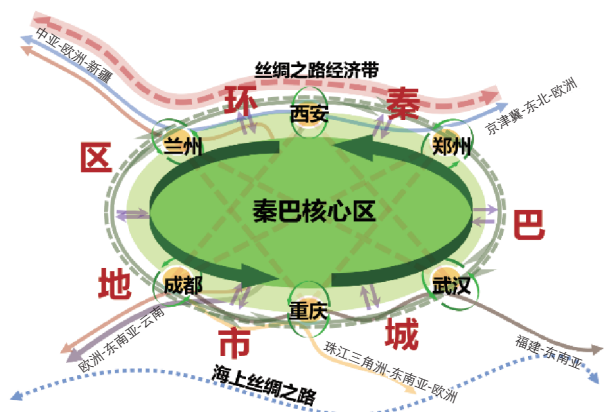 中亚-欧洲-新疆
丝绸之路经济带
京津冀-东北-欧洲
环
秦
巴
城
市
地
区
西安
兰州
郑州
秦巴核心区
成都
重庆
武汉
欧洲-东南亚-云南
珠江三角洲-东南亚-欧洲
福建-东南亚
海上丝绸之路